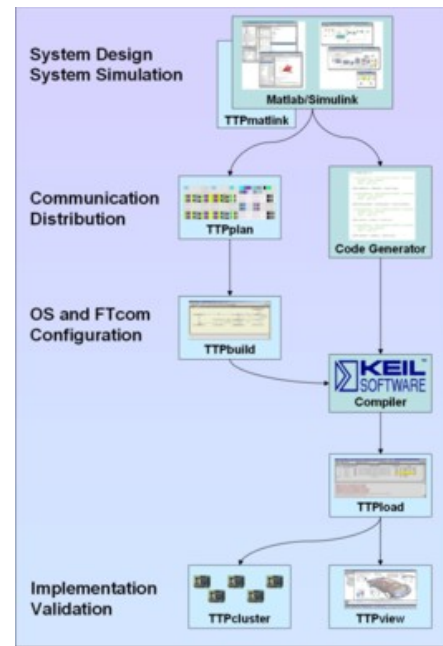 System Design
System Simulation
Matlab/Simulink
TTPmatlink
Communication
Distribution
TTPplan
Code Generator
OS and FTcom
Configuration
TTPbuild
KEIL
SOFTWARE
Compiler
TTPload
Implementation
Validation
TTPcluster
TTPview